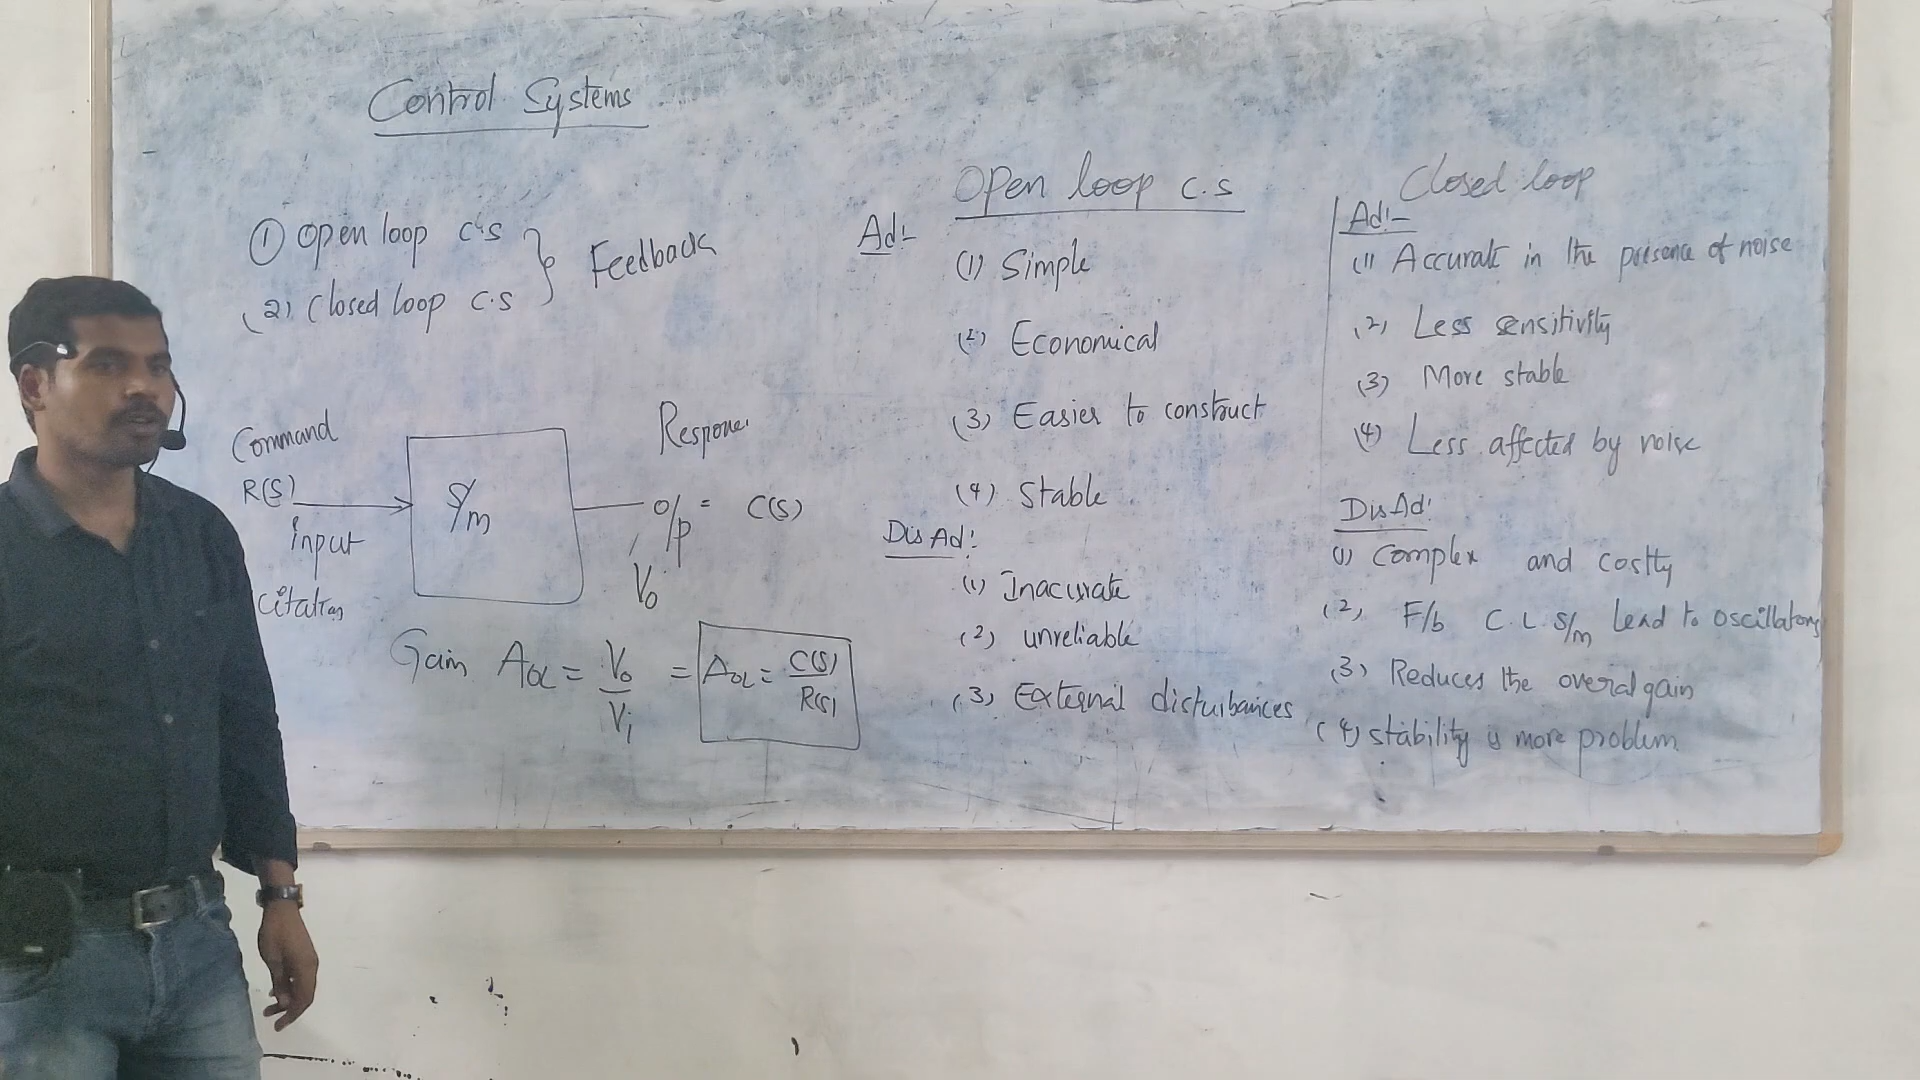 Control Systems
① Open loop C.S
(2) Closed loop C.S
Feedback
Command
R(S)
input
citation
S/m
Response
o/p = C(S)
Vo
Gain AOL = Vo/Vi = AOL = C(S)/R(S)
Open loop C.S
Ad:-
(1) Simple
(2) Economical
(3) Easier to construct
(4) Stable
Dis Ad:
(1) Inacurate
(2) unreliable
(3) External disturbances
Closed loop
Ad:-
(1) Accurate in the presence of noise
(2) Less sensitivity
(3) More stable
(4) Less affected by noise
Dis Ad:
(1) Complex and costly
(2) F/b C.L S/m lead to oscillatory
(3) Reduces the overal gain
(4) stability is more problem